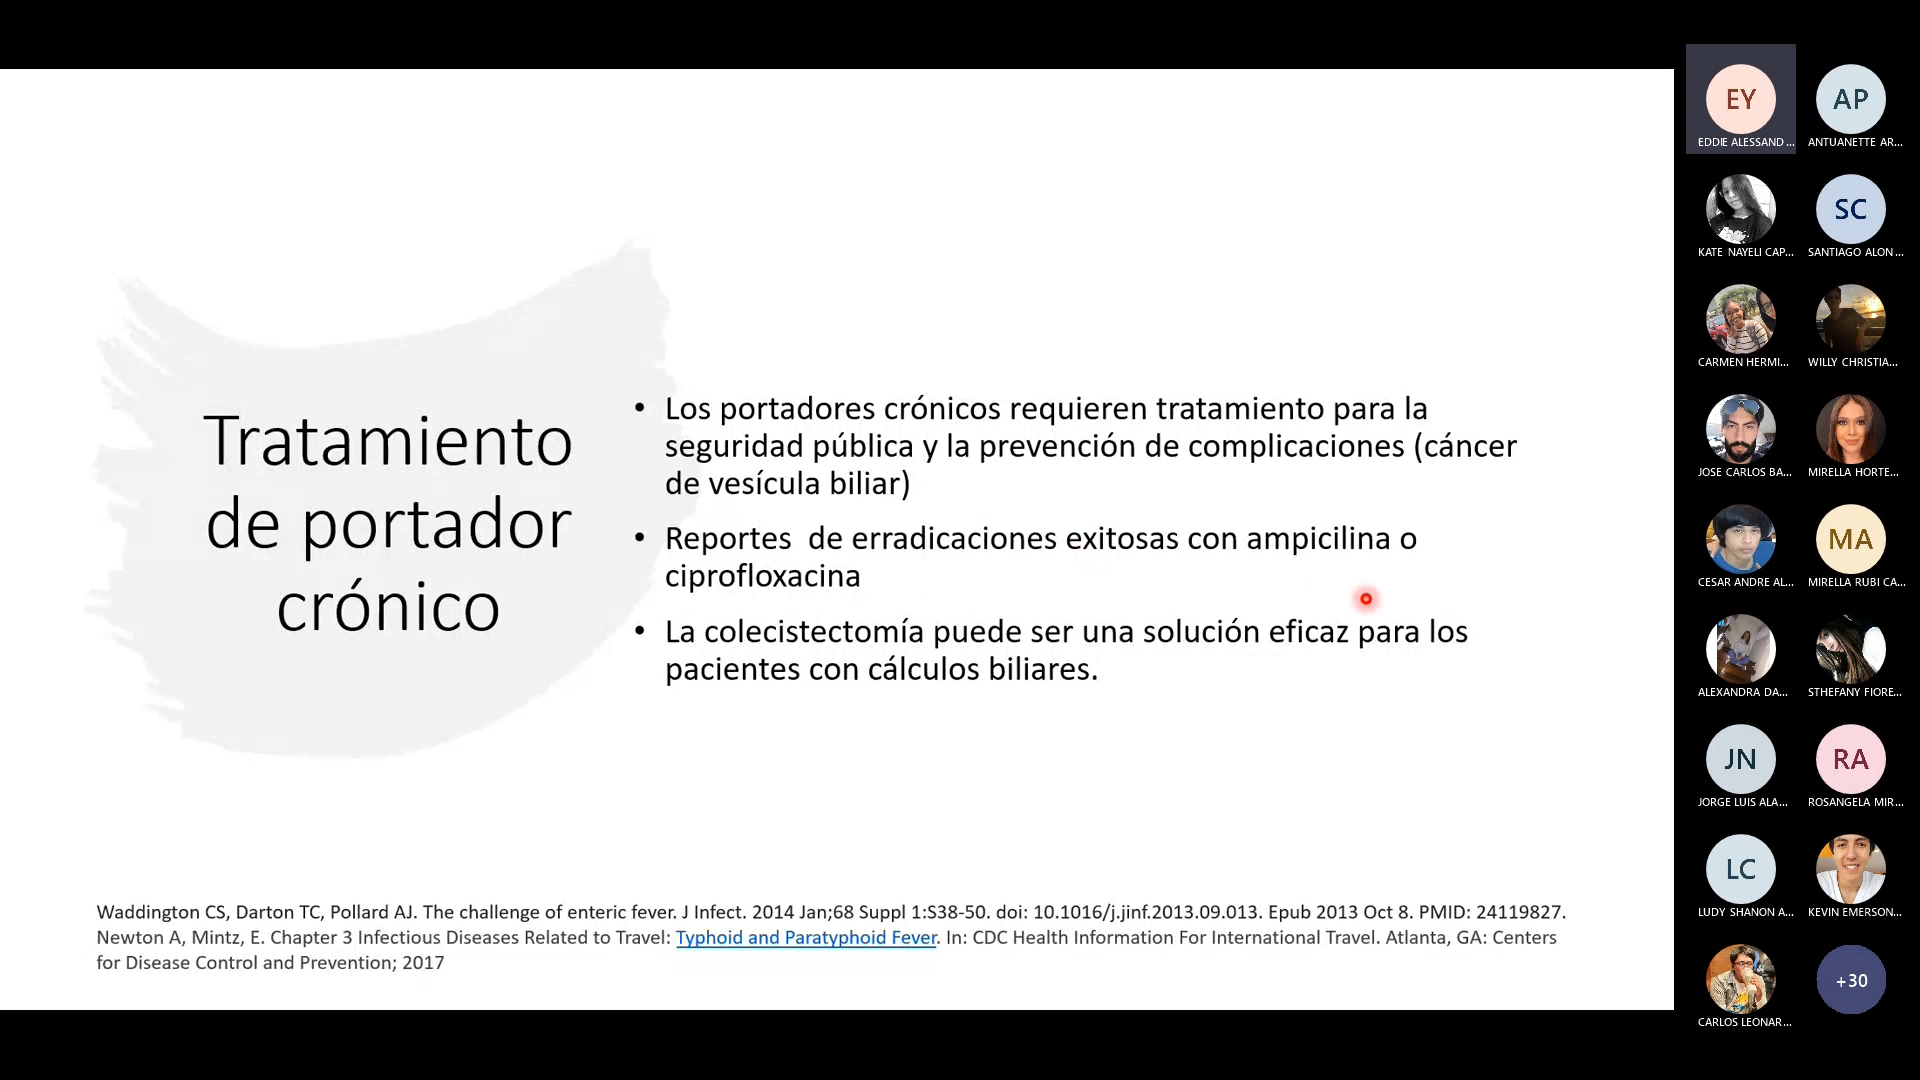 Tratamiento
de portador
crónico
• Los portadores crónicos requieren tratamiento para la
seguridad pública y la prevención de complicaciones (cáncer
de vesícula biliar)
• Reportes  de erradicaciones exitosas con ampicilina o
ciprofloxacina
• La colecistectomía puede ser una solución eficaz para los
pacientes con cálculos biliares.
Waddington CS, Darton TC, Pollard AJ. The challenge of enteric fever. J Infect. 2014 Jan;68 Suppl 1:S38-50. doi: 10.1016/j.jinf.2013.09.013. Epub 2013 Oct 8. PMID: 24119827.
Newton A, Mintz, E. Chapter 3 Infectious Diseases Related to Travel: Typhoid and Paratyphoid Fever. In: CDC Health Information For International Travel. Atlanta, GA: Centers
for Disease Control and Prevention; 2017
EY
EDDIE ALESSAND...
AP
ANTUANETTE AR...
KATE NAYELI CAP...
SC
SANTIAGO ALON...
CARMEN HERMI...
WILLY CHRISTIA...
JOSE CARLOS BA...
MIRELLA HORTE...
CESAR ANDRE AL...
MA
MIRELLA RUBI CA...
ALEXANDRA DA...
STHEFANY FIORE...
JN
JORGE LUIS ALA...
RA
ROSANGELA MIR...
LC
LUDY SHANON A...
KEVIN EMERSON...
CARLOS LEONAR...
+30